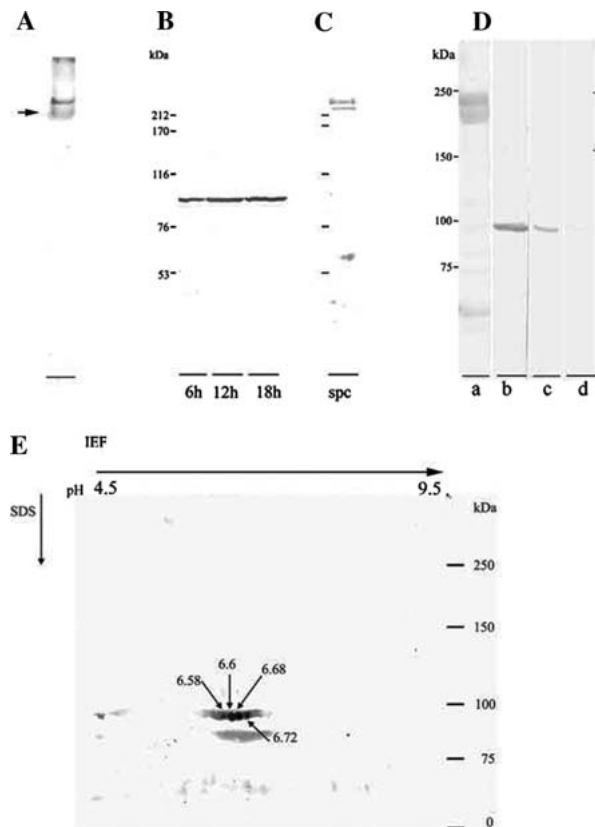 A
B
kDa
212
170
116
76
53
6h 12h 18h
C
spc
D
kDa
250
150
100
75
a b c d
E
IEF
pH 4.5 9.5
SDS
kDa
250
150
100
75
0
6.58
6.6
6.68
6.72